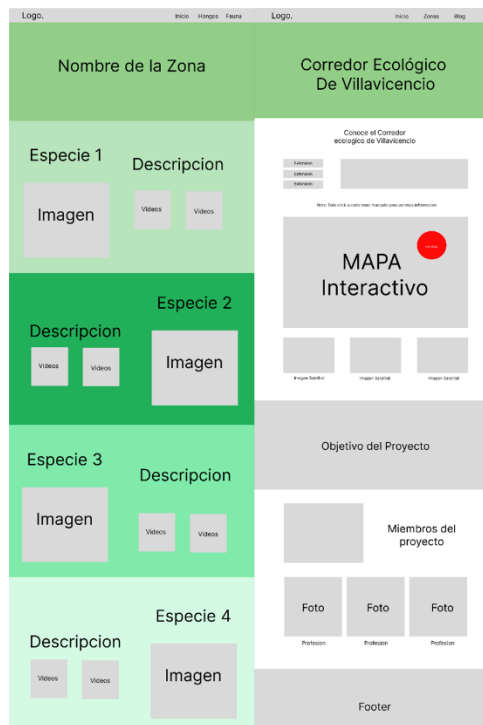 Logo.
Inicio Hongos Fauna
Nombre de la Zona
Especie 1
Descripcion
Imagen
Videos
Videos
Especie 2
Descripcion
Videos
Videos
Imagen
Especie 3
Descripcion
Imagen
Videos
Videos
Especie 4
Descripcion
Videos
Videos
Imagen
Logo.
Inicio Zonas Blog
Corredor Ecológico
De Villavicencio
Conoce el Corredor
ecologico de Villavicencio
Extension
Extension
Extension
MAPA
Interactivo
Imagen Satelital
Imagen Satelital
Imagen Satelital
Objetivo del Proyecto
Miembros del
proyecto
Foto
Foto
Foto
Profesion
Profesion
Profesion
Footer